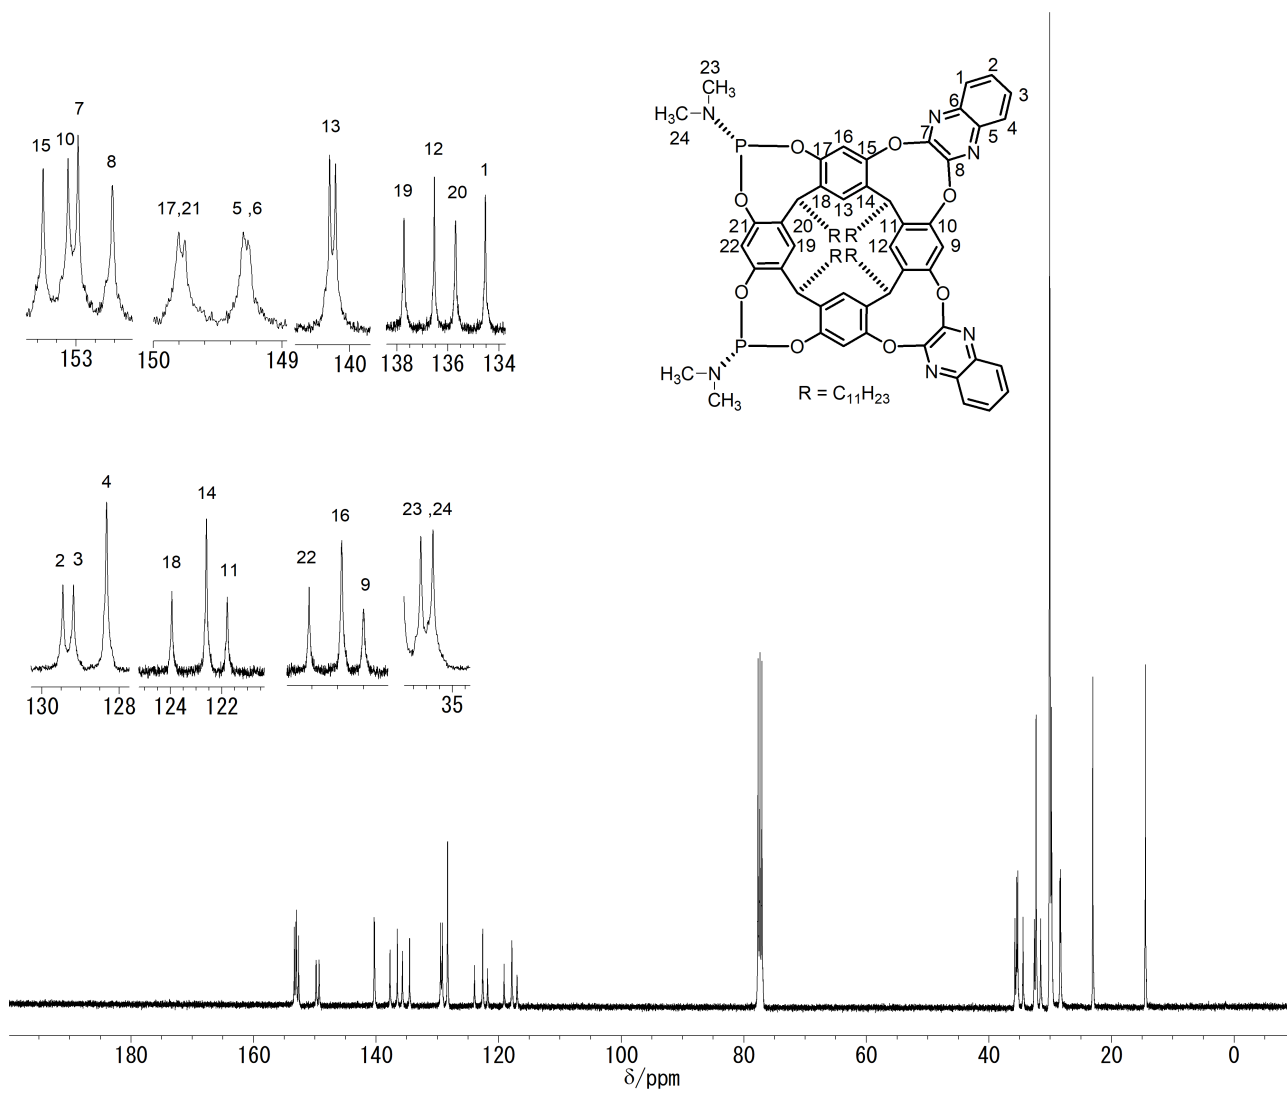 7
15 10
8
17,21
5 ,6
13
12
19
20
1
153
150
149
140
138 136 134
4
2 3
14
18
11
16
22
9
23 ,24
130 128
124 122
35
23
CH3
H3C N
24
P
O
17
16
15
O
7
N
6
1
2
3
4
5
N
8
O
18
13
14
O
21
20
R R
11
10
22
19
R R
12
9
O
O
P
O
O
N
N
H3C N
CH3
R = C11H23
180 160 140 120 100 80 60 40 20 0
δ/ppm